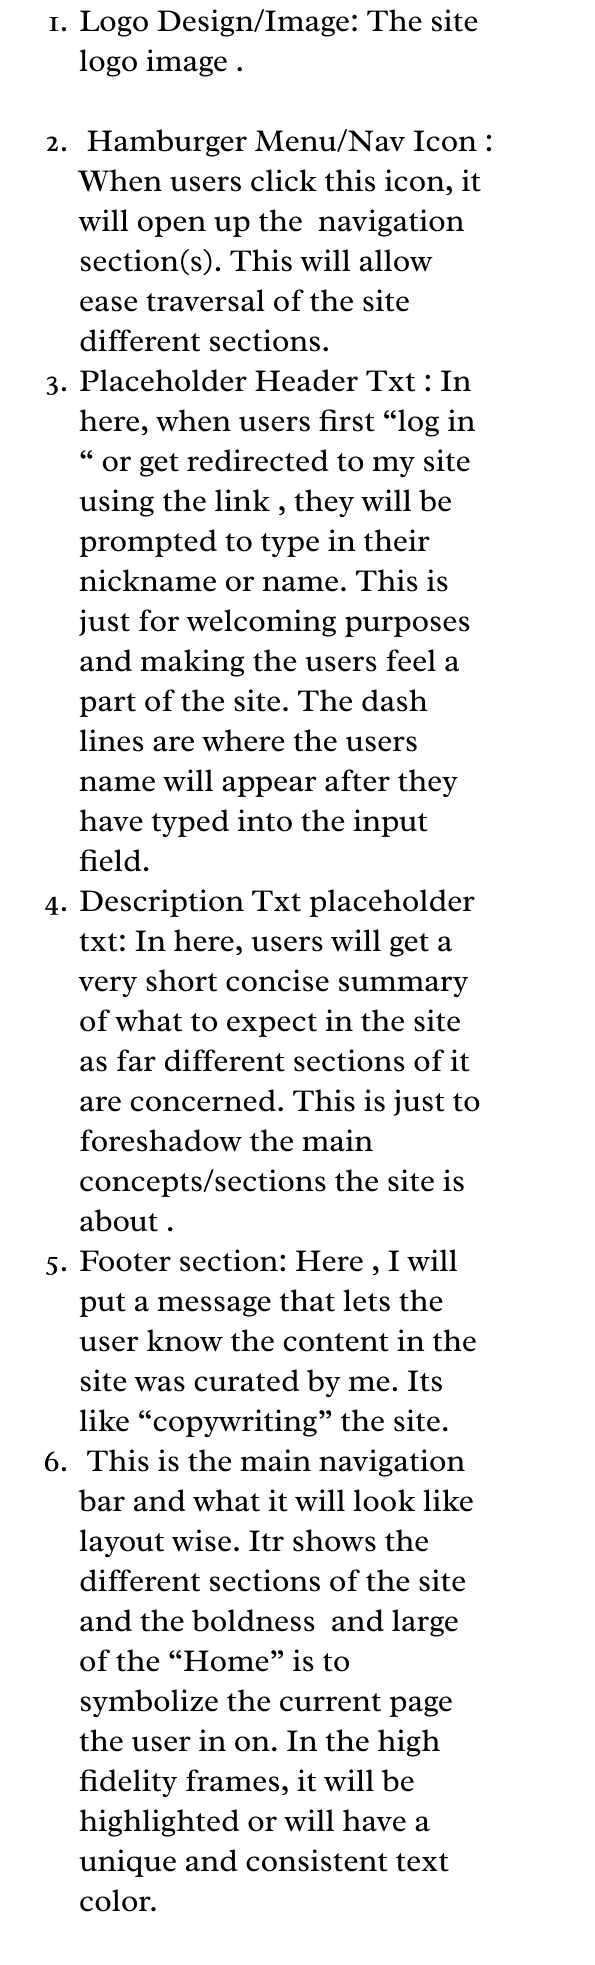 1. Logo Design/Image: The site
logo image .
2.  Hamburger Menu/Nav Icon :
When users click this icon, it
will open up the  navigation
section(s). This will allow
ease traversal of the site
different sections.
3. Placeholder Header Txt : In
here, when users first “log in
“ or get redirected to my site
using the link , they will be
prompted to type in their
nickname or name. This is
just for welcoming purposes
and making the users feel a
part of the site. The dash
lines are where the users
name will appear after they
have typed into the input
field.
4. Description Txt placeholder
txt: In here, users will get a
very short concise summary
of what to expect in the site
as far different sections of it
are concerned. This is just to
foreshadow the main
concepts/sections the site is
about .
5. Footer section: Here , I will
put a message that lets the
user know the content in the
site was curated by me. Its
like “copywriting” the site.
6.  This is the main navigation
bar and what it will look like
layout wise. Itr shows the
different sections of the site
and the boldness  and large
of the “Home” is to
symbolize the current page
the user in on. In the high
fidelity frames, it will be
highlighted or will have a
unique and consistent text
color.